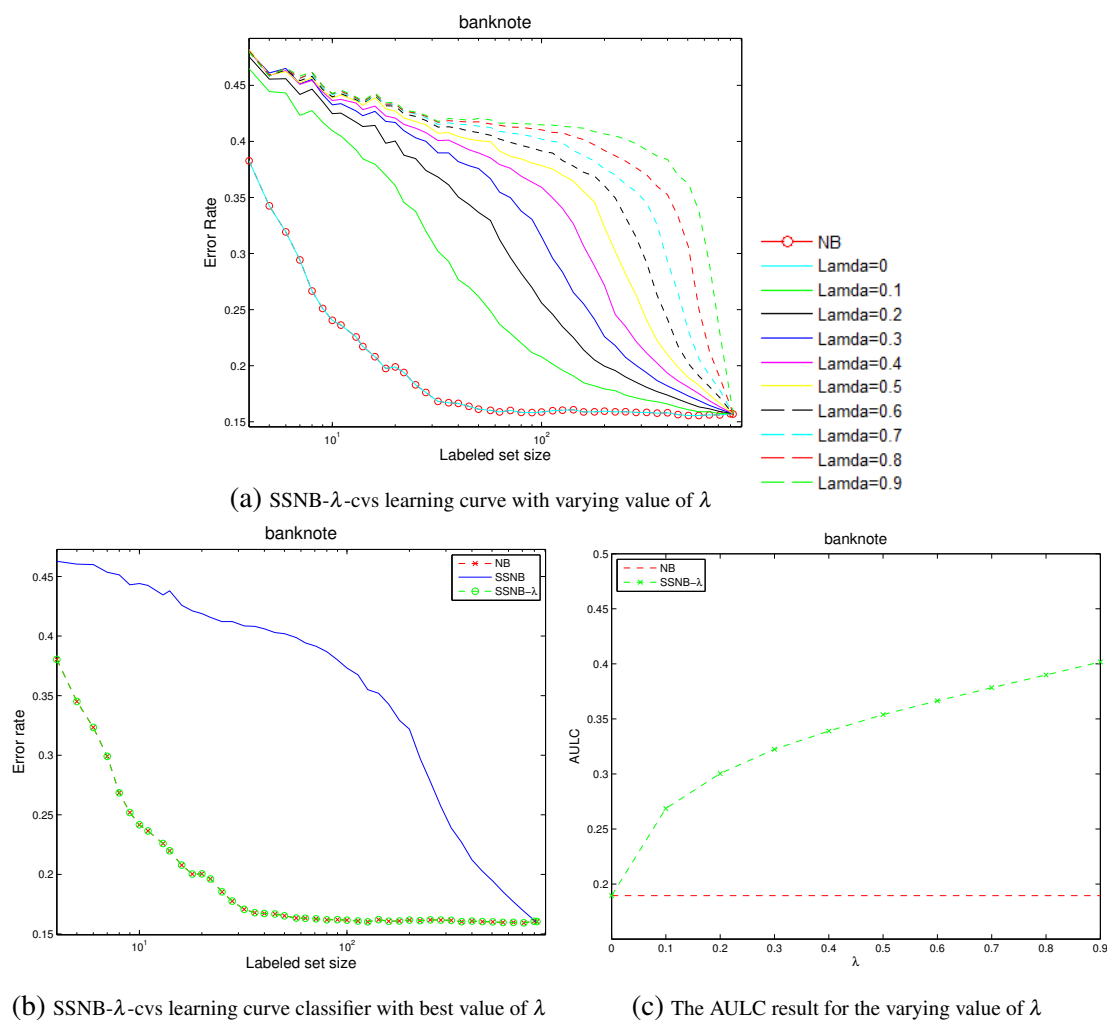 banknote
0.45
0.4
0.35
0.3
0.25
0.2
0.15
Error Rate
10^1
10^2
Labeled set size
NB
Lamda=0
Lamda=0.1
Lamda=0.2
Lamda=0.3
Lamda=0.4
Lamda=0.5
Lamda=0.6
Lamda=0.7
Lamda=0.8
Lamda=0.9
(a) SSNB-λ-cvs learning curve with varying value of λ
banknote
NB
SSNB
SSNB-λ
0.45
0.4
0.35
0.3
0.25
0.2
0.15
Error rate
10^1
10^2
Labeled set size
(b) SSNB-λ-cvs learning curve classifier with best value of λ
banknote
NB
SSNB-λ
0.5
0.45
0.4
0.35
0.3
0.25
0.2
AULC
0 0.1 0.2 0.3 0.4 0.5 0.6 0.7 0.8 0.9
λ
(c) The AULC result for the varying value of λ